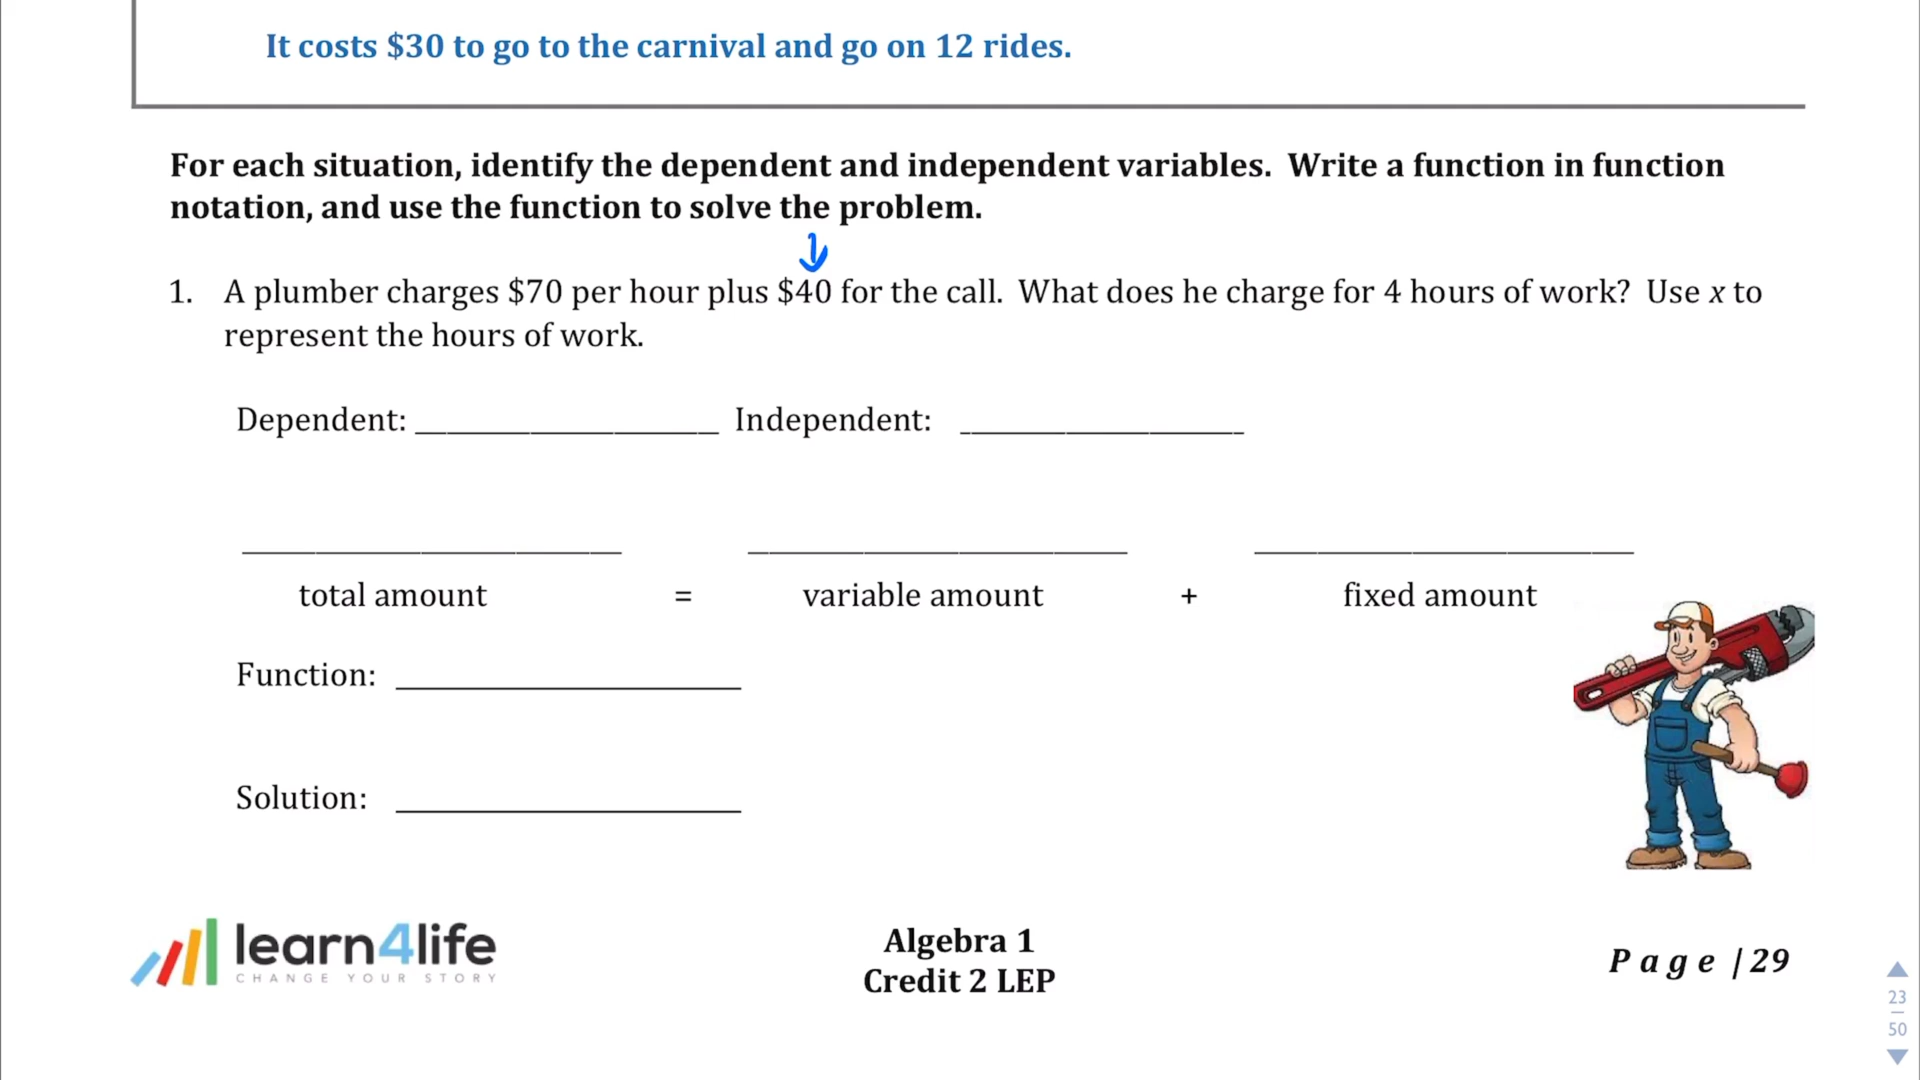 It costs $30 to go to the carnival and go on 12 rides.
For each situation, identify the dependent and independent variables. Write a function in function
notation, and use the function to solve the problem.
1. A plumber charges $70 per hour plus $40 for the call. What does he charge for 4 hours of work? Use x to
represent the hours of work.
Dependent: ____________________ Independent: ____________________
total amount = variable amount + fixed amount
Function: ____________________
Solution: ____________________
learn4life
CHANGE YOUR STORY
Algebra 1
Credit 2 LEP
Page | 29
23
50